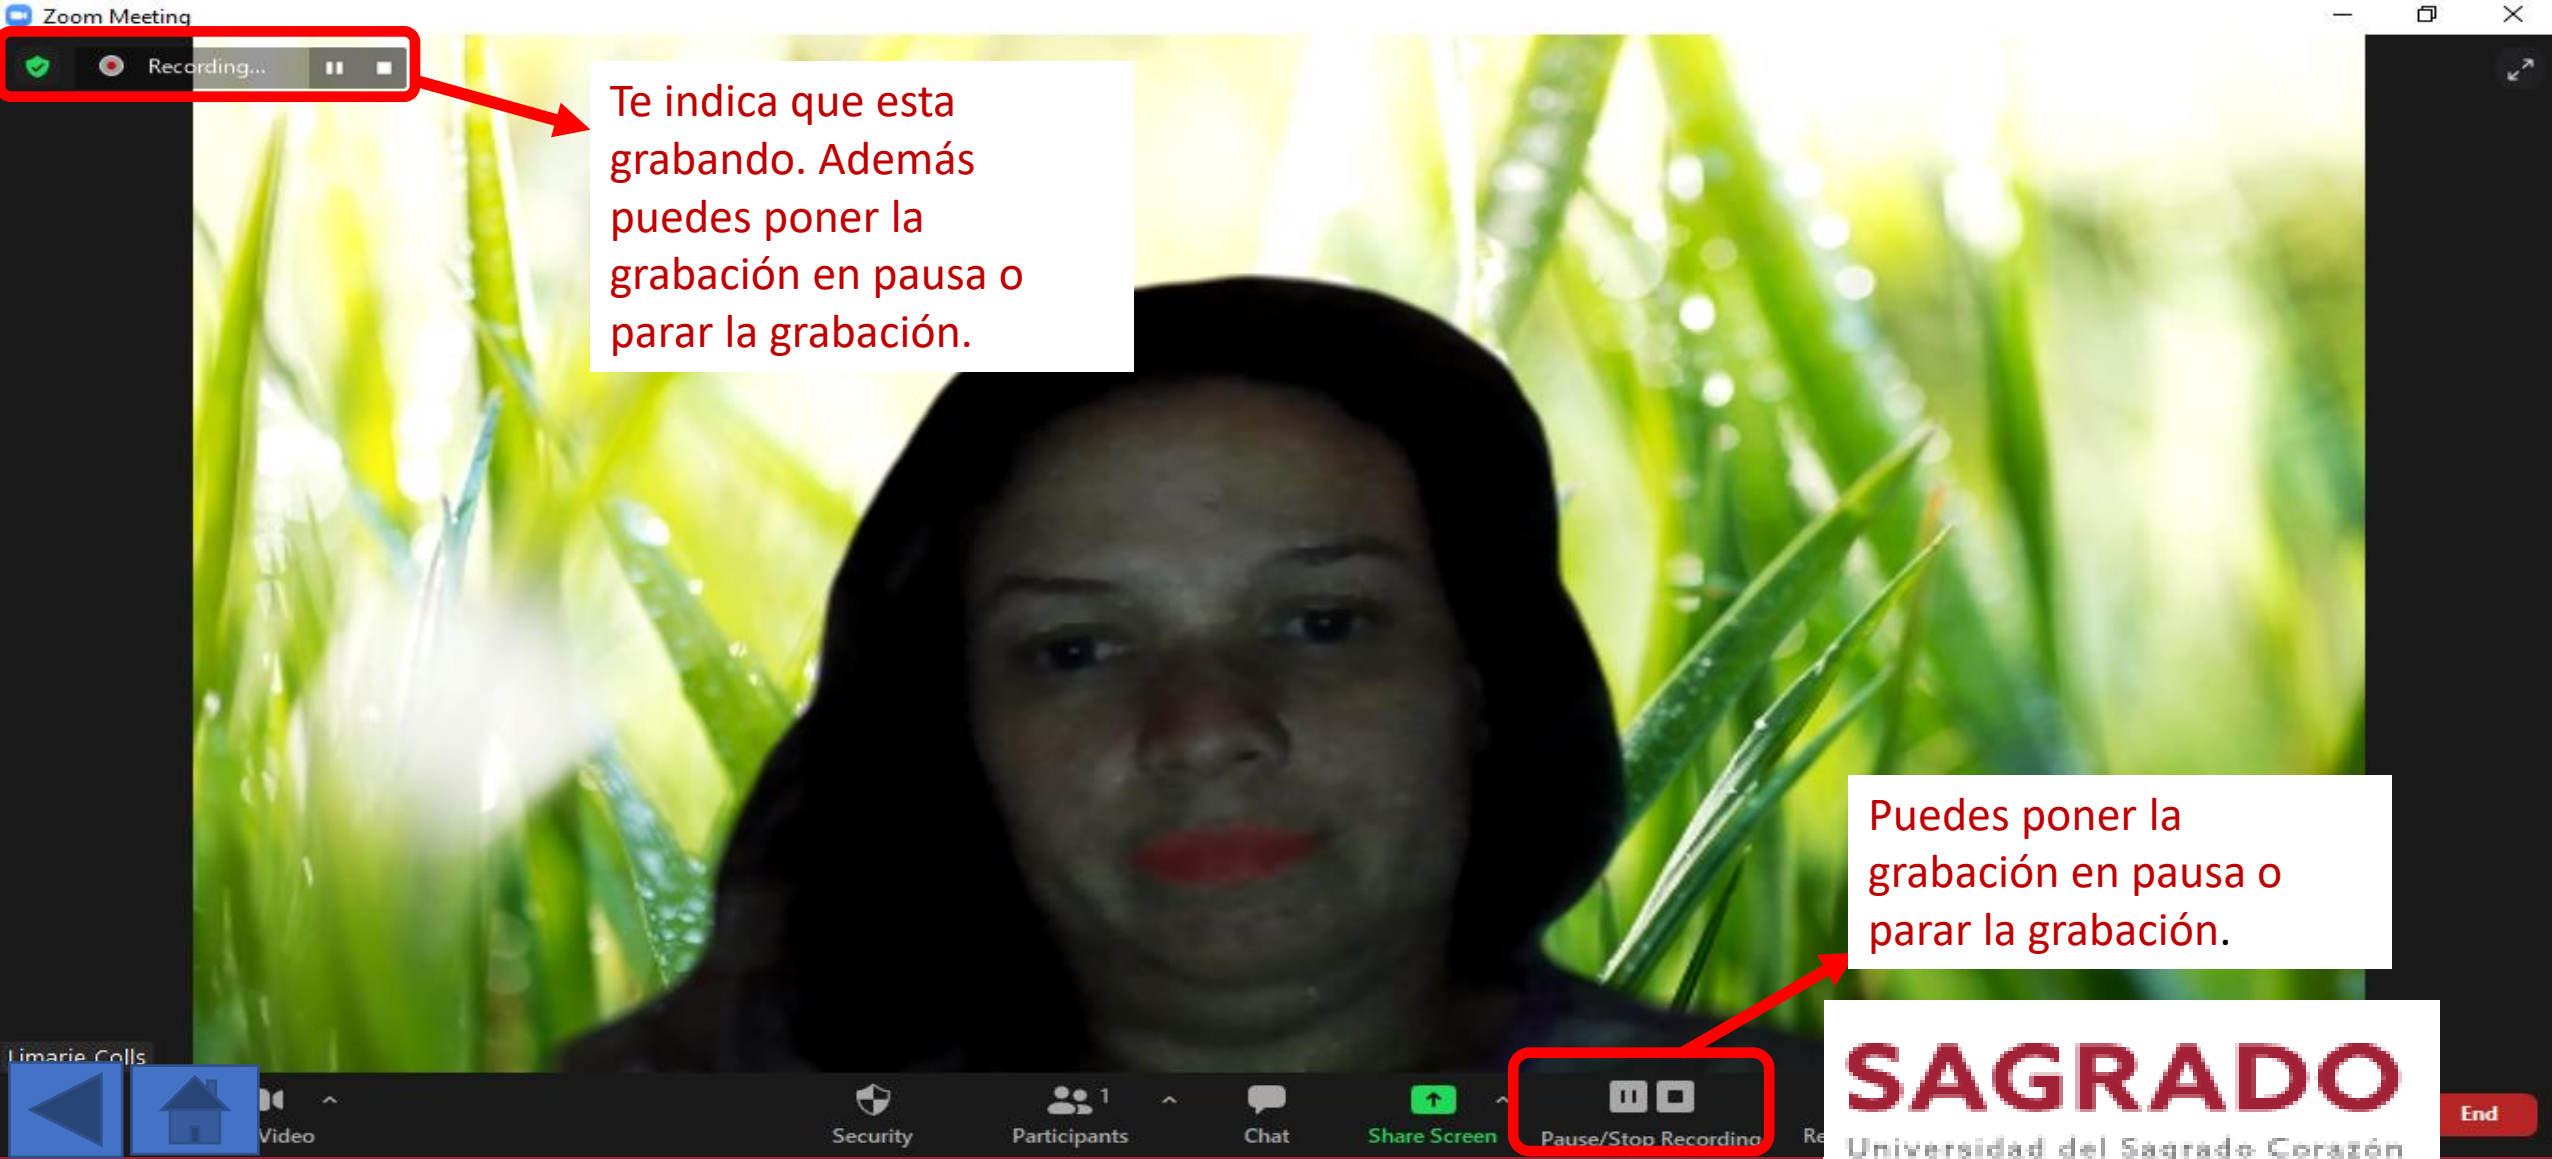 Zoom Meeting
Recording...
Te indica que esta
grabando. Además
puedes poner la
grabación en pausa o
parar la grabación.
Puedes poner la
grabación en pausa o
parar la grabación.
Limarie Colls
Video
Security
Participants 1
Chat
Share Screen
Pause/Stop Recording
SAGRADO
Universidad del Sagrado Corazón
End